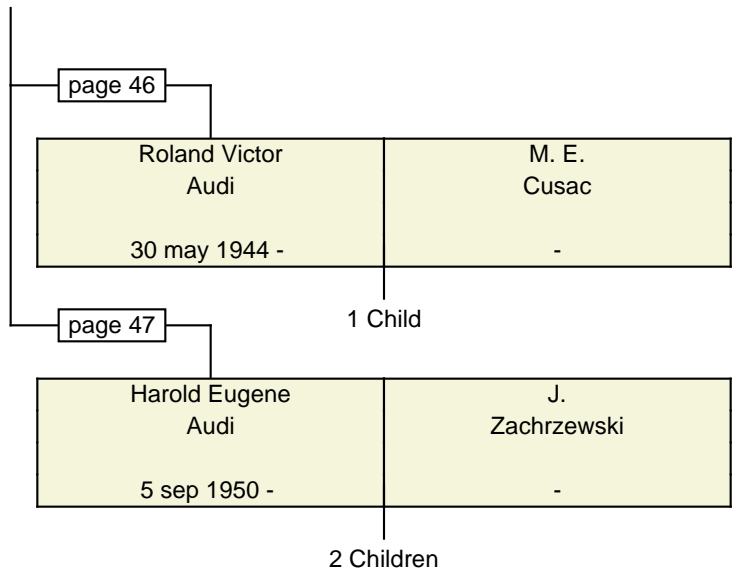 page 46
Roland Victor
Audi
30 may 1944 -
M. E.
Cusac
-
1 Child
page 47
Harold Eugene
Audi
5 sep 1950 -
J.
Zachrzewski
-
2 Children